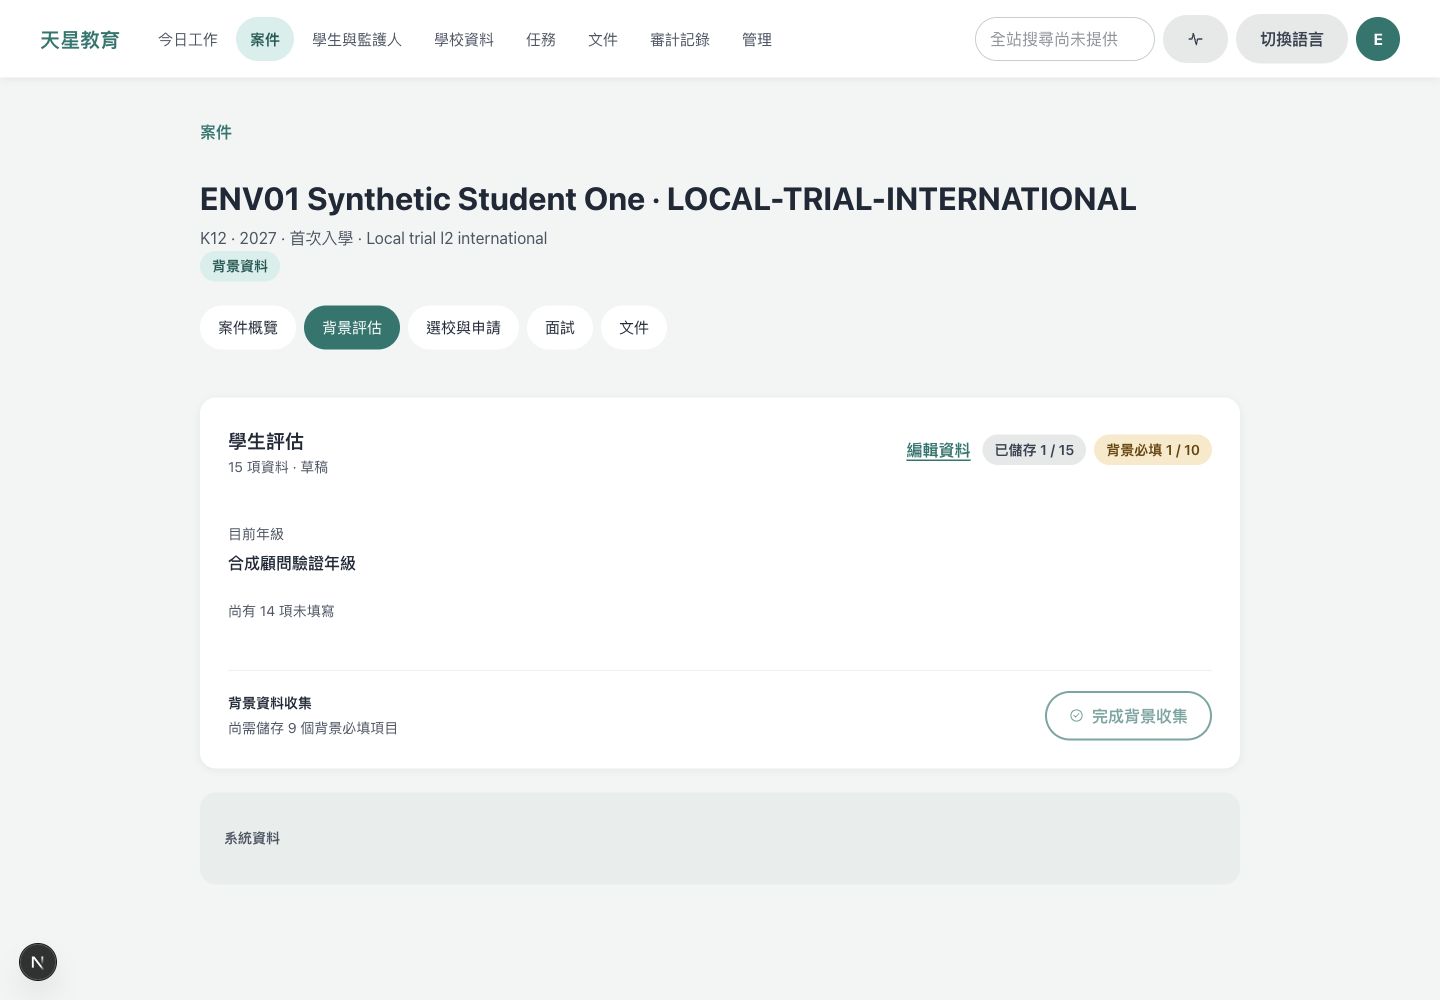 天星教育
今日工作 案件 學生與監護人 學校資料 任務 文件 審計記錄 管理 全站搜尋尚未提供 切換語言 E
案件
ENV01 Synthetic Student One · LOCAL-TRIAL-INTERNATIONAL
K12 · 2027 · 首次入學 · Local trial l2 international
背景資料
案件概覽 背景評估 選校與申請 面試 文件
學生評估
15 項資料 · 草稿
編輯資料 已儲存 1 / 15 背景必填 1 / 10
目前年級
合成顧問驗證年級
尚有 14 項未填寫
背景資料收集
尚需儲存 9 個背景必填項目
完成背景收集
系統資料
N